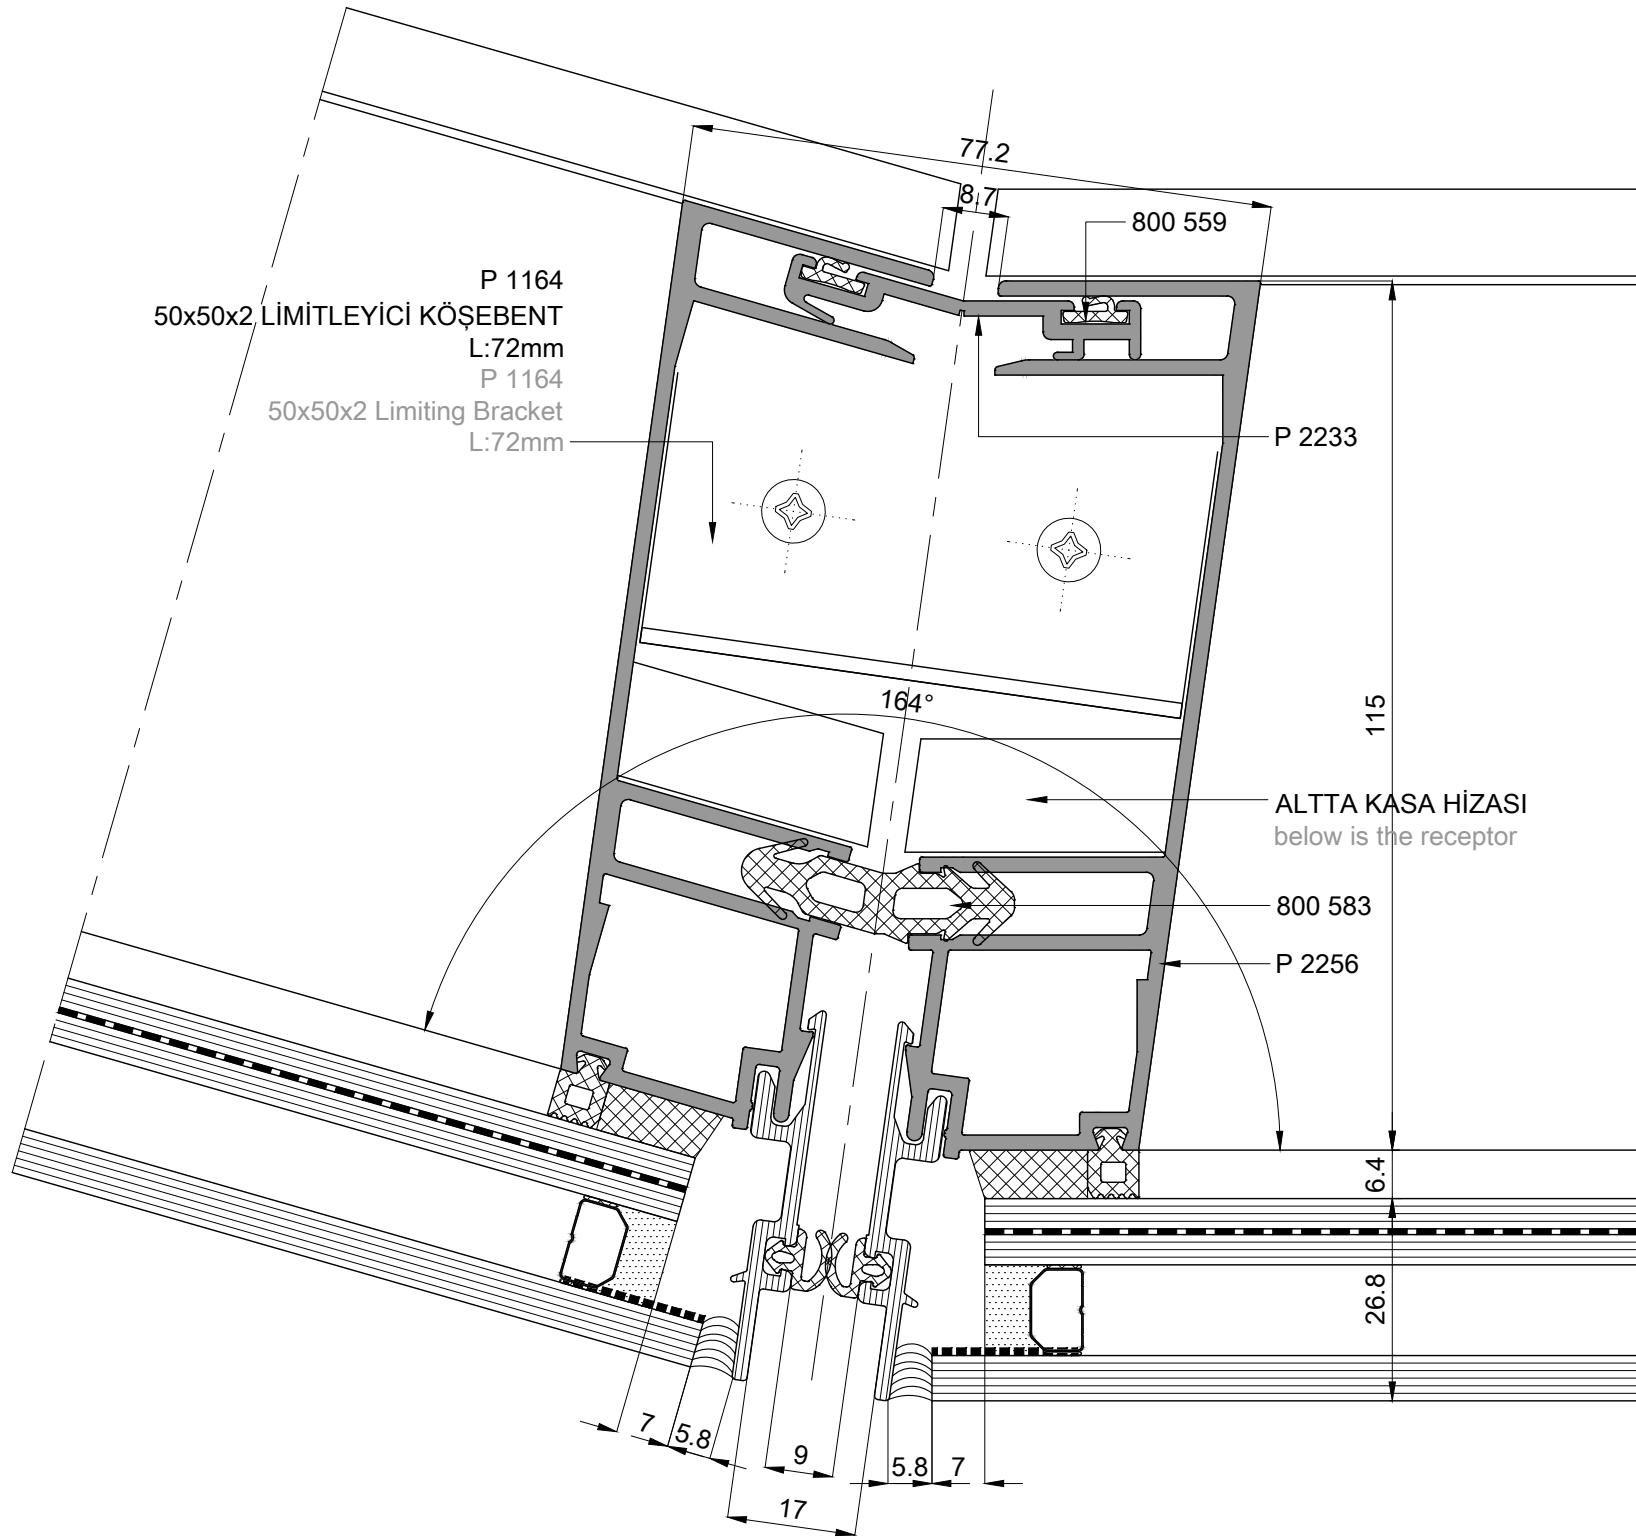 77.2
8.7
800 559
P 1164
50x50x2 LİMİTLEYİCİ KÖŞEBENT
L:72mm
P 1164
50x50x2 Limiting Bracket
L:72mm
P 2233
164°
115
ALTTA KASA HİZASI
below is the receptor
800 583
P 2256
6.4
26.8
7
5.8
9
5.8
7
17